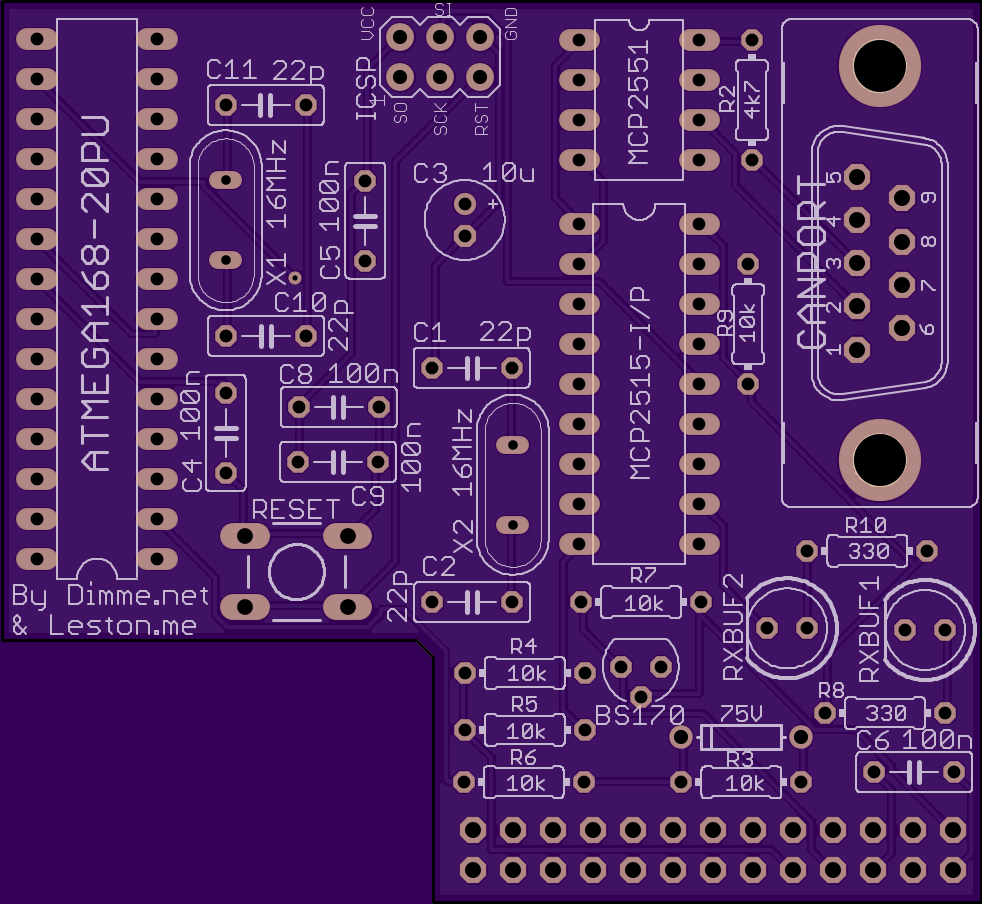 VCC
SI
GND
ICSP
1
SO
SCK
RST
C11 22p
ATMEGA168-20PU
X1 16MHz
C5 100n
C3 10u
+
MCP2551
R2
4k7
CANPORT
5
4
3
2
1
9
8
7
6
C10
22p
C1 22p
MCP2515-I/P
R9
10k
C4 100n
C8 100n
C9
100n
X2 16MHz
RESET
R10
330
By Dimme.net
& Leston.me
C2
22p
R7
10k
RXBUF2
RXBUF1
R4
10k
BS170
R8
330
R5
10k
75V
C6 100n
R6
10k
R3
10k